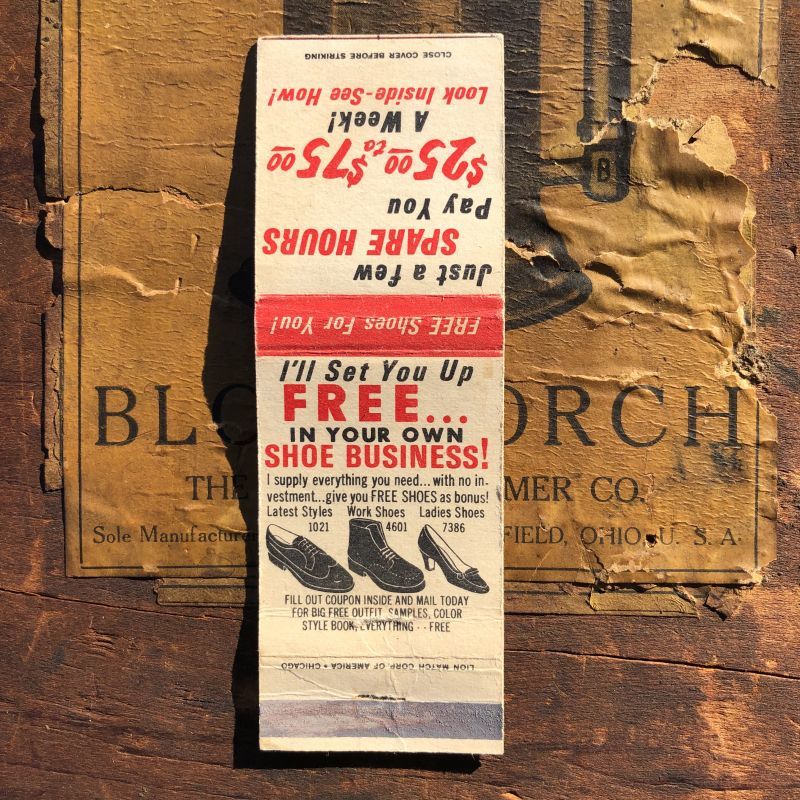 CLOSE COVER BEFORE STRIKING
Just a few
SPARE HOURS
Pay You
$25.00 to $75.00
A Week!
Look Inside-See How!
FREE Shoes For You!
I'll Set You Up
FREE...
IN YOUR OWN
SHOE BUSINESS!
I supply everything you need...with no in-
vestment...give you FREE SHOES as bonus!
Latest Styles Work Shoes Ladies Shoes
1021 4601 7386
FILL OUT COUPON INSIDE AND MAIL TODAY
FOR BIG FREE OUTFIT, SAMPLES, COLOR
STYLE BOOK, EVERYTHING - - FREE
LION MATCH CORP. OF AMERICA • CHICAGO
B
BLO ORCH
THE MER CO.
Sole Manufacturer FIELD, OHIO, U. S. A.